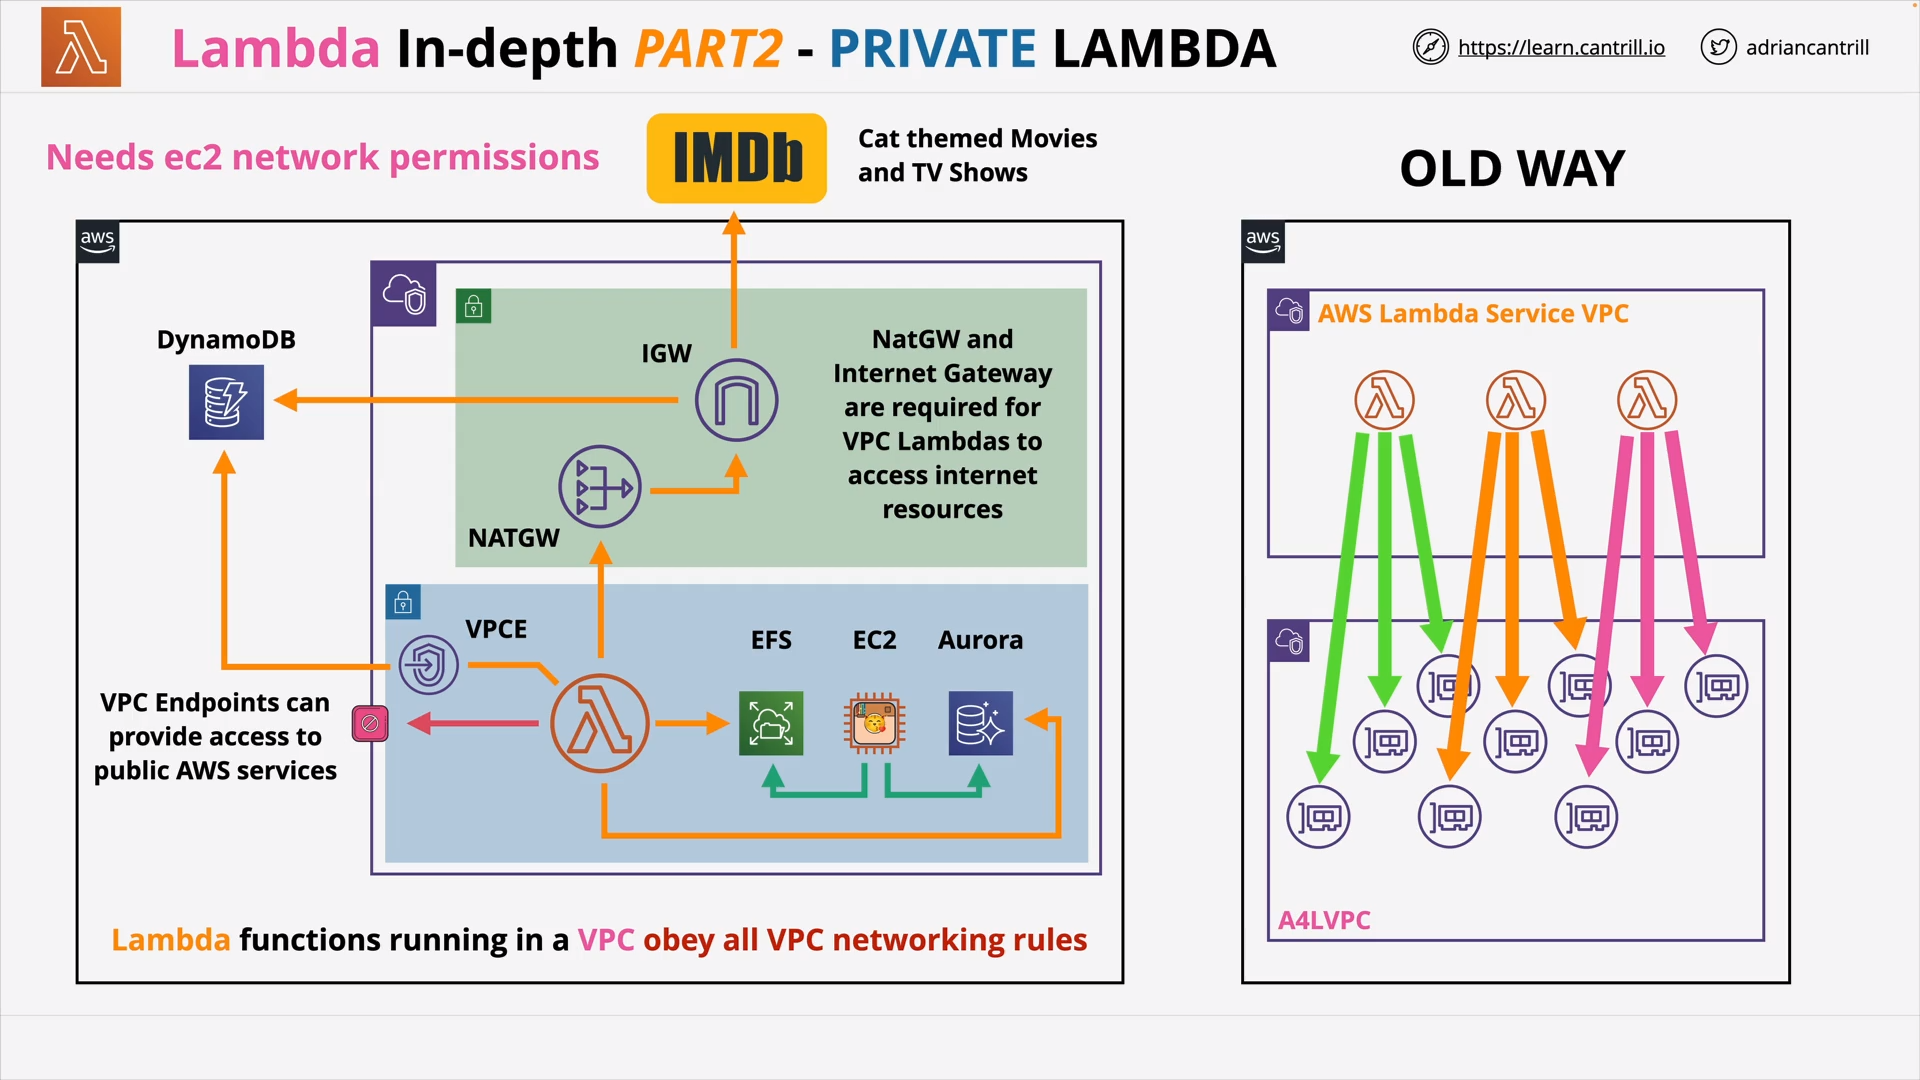 Lambda In-depth PART2 - PRIVATE LAMBDA
https://learn.cantrill.io
adriancantrill
Needs ec2 network permissions
IMDb
Cat themed Movies
and TV Shows
OLD WAY
aws
DynamoDB
IGW
NatGW and
Internet Gateway
are required for
VPC Lambdas to
access internet
resources
NATGW
VPCE
EFS
EC2
Aurora
VPC Endpoints can
provide access to
public AWS services
Lambda functions running in a VPC obey all VPC networking rules
aws
AWS Lambda Service VPC
A4LVPC